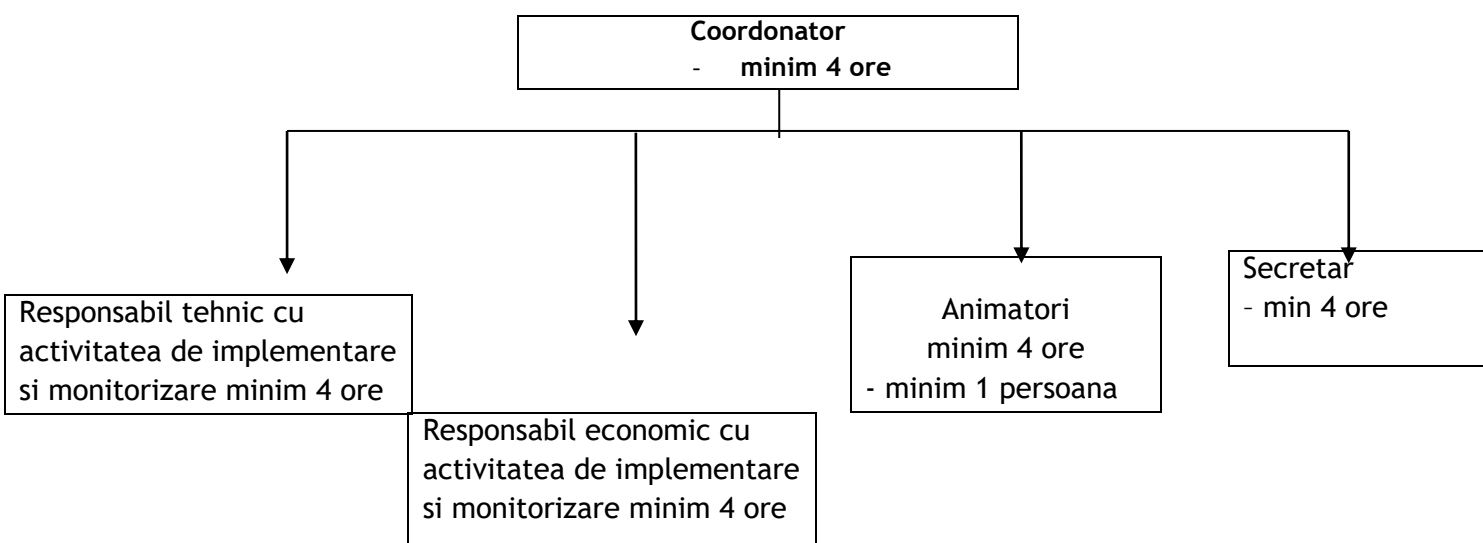 Coordonator
- minim 4 ore
Responsabil tehnic cu
activitatea de implementare
si monitorizare minim 4 ore
Responsabil economic cu
activitatea de implementare
si monitorizare minim 4 ore
Animatori
minim 4 ore
- minim 1 persoana
Secretar
– min 4 ore